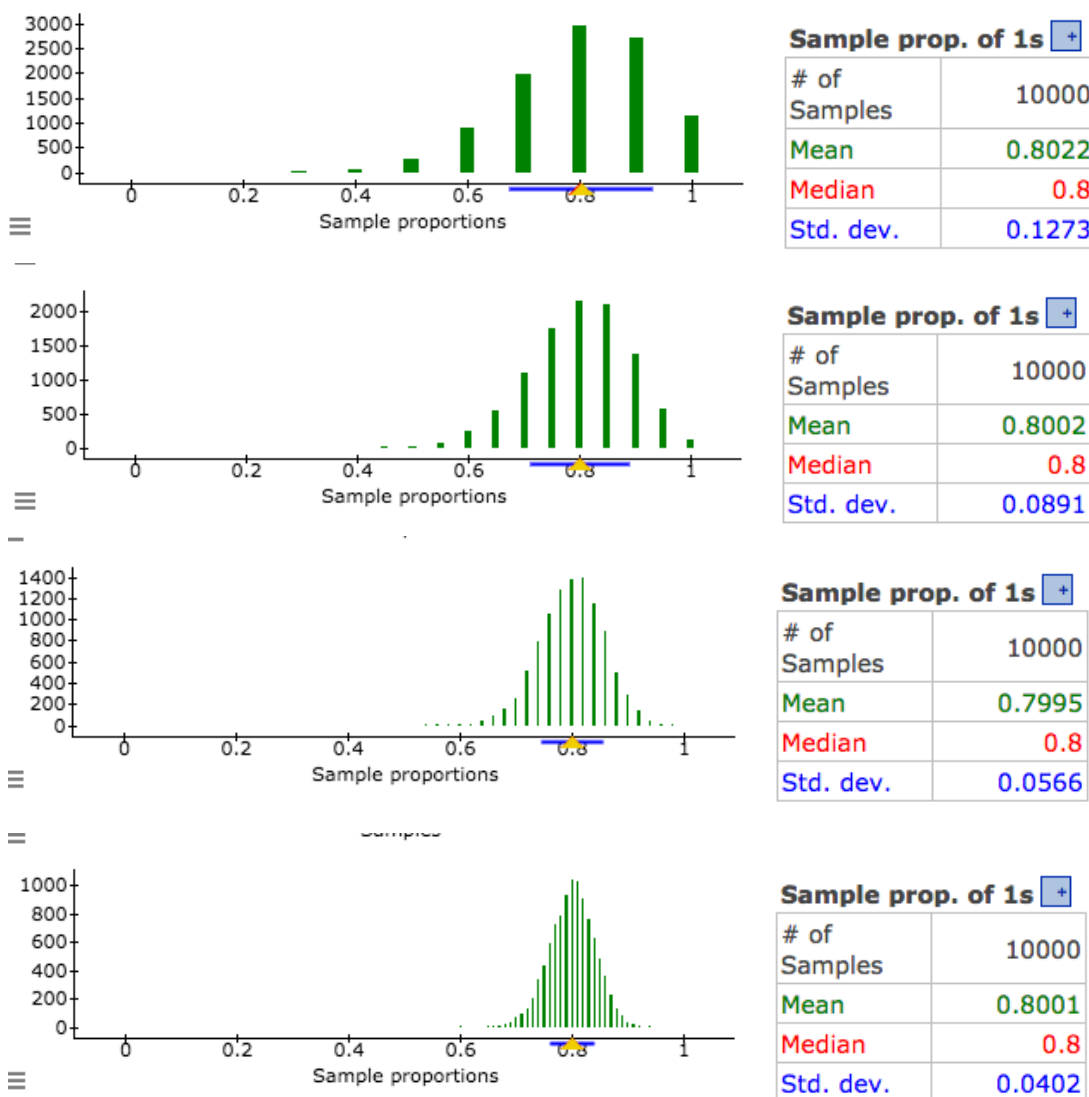 3000
2500
2000
1500
1000
500
0
0 0.2 0.4 0.6 0.8 1
Sample proportions
Sample prop. of 1s +
# of Samples 10000
Mean 0.8022
Median 0.8
Std. dev. 0.1273
2000
1500
1000
500
0
0 0.2 0.4 0.6 0.8 1
Sample proportions
Sample prop. of 1s +
# of Samples 10000
Mean 0.8002
Median 0.8
Std. dev. 0.0891
1400
1200
1000
800
600
400
200
0
0 0.2 0.4 0.6 0.8 1
Sample proportions
Sample prop. of 1s +
# of Samples 10000
Mean 0.7995
Median 0.8
Std. dev. 0.0566
1000
800
600
400
200
0
0 0.2 0.4 0.6 0.8 1
Sample proportions
Sample prop. of 1s +
# of Samples 10000
Mean 0.8001
Median 0.8
Std. dev. 0.0402